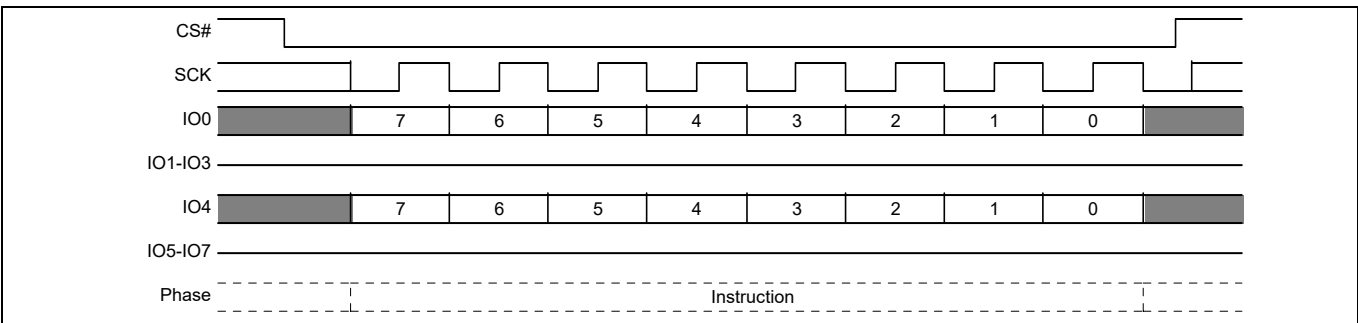 CS#
SCK
IO0 7 6 5 4 3 2 1 0
IO1-IO3
IO4 7 6 5 4 3 2 1 0
IO5-IO7
Phase Instruction